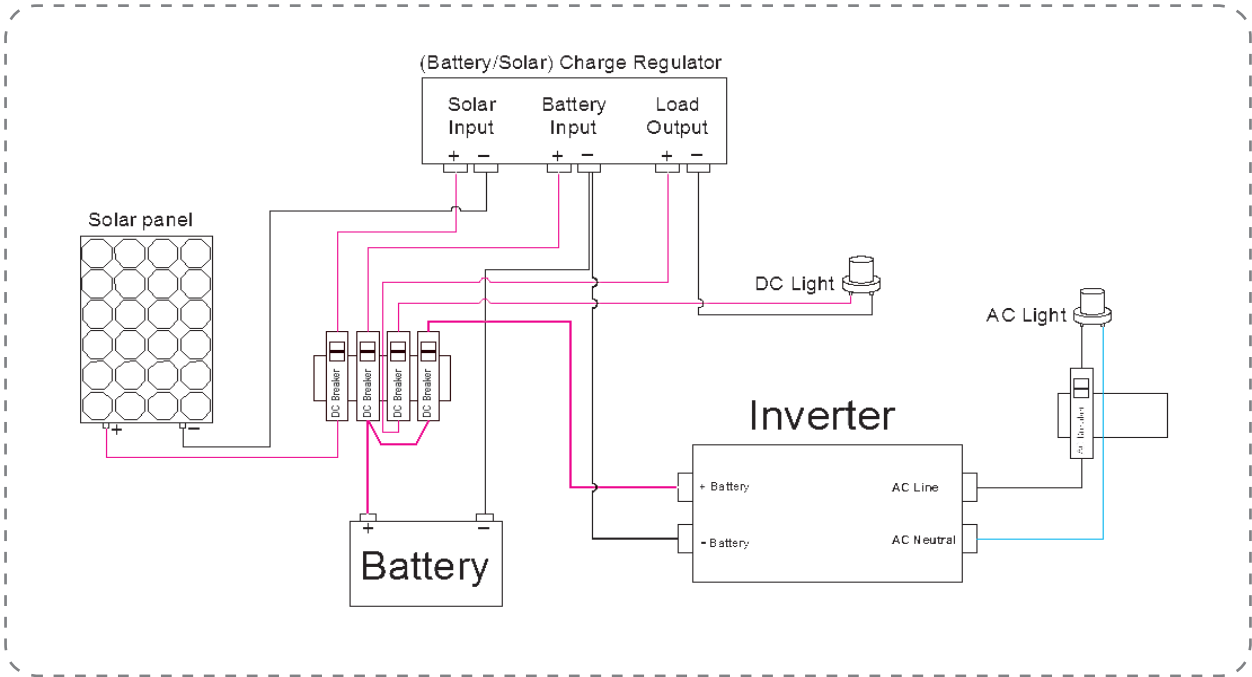 (Battery/Solar) Charge Regulator
Solar Input
Battery Input
Load Output
+ − + − + −
Solar panel
+ −
DC Light
AC Light
DC Breaker
DC Breaker
DC Breaker
DC Breaker
Breaker
Inverter
+ Battery
AC Line
- Battery
AC Neutral
+ −
Battery